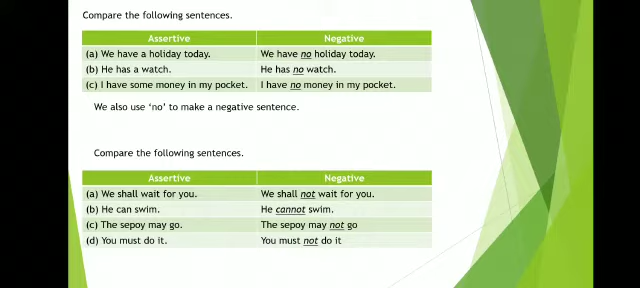 Compare the following sentences.
Assertive Negative
(a) We have a holiday today. We have no holiday today.
(b) He has a watch. He has no watch.
(c) I have some money in my pocket. I have no money in my pocket.
We also use ‘no’ to make a negative sentence.
Compare the following sentences.
Assertive Negative
(a) We shall wait for you. We shall not wait for you.
(b) He can swim. He cannot swim.
(c) The sepoy may go. The sepoy may not go
(d) You must do it. You must not do it